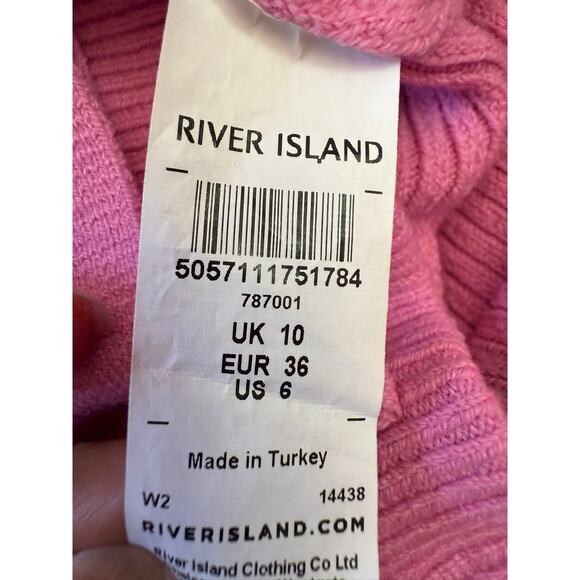 RIVER ISLAND
5057111751784
787001
UK 10
EUR 36
US 6
Made in Turkey
W2 14438
RIVERISLAND.COM
River Island Clothing Co Ltd